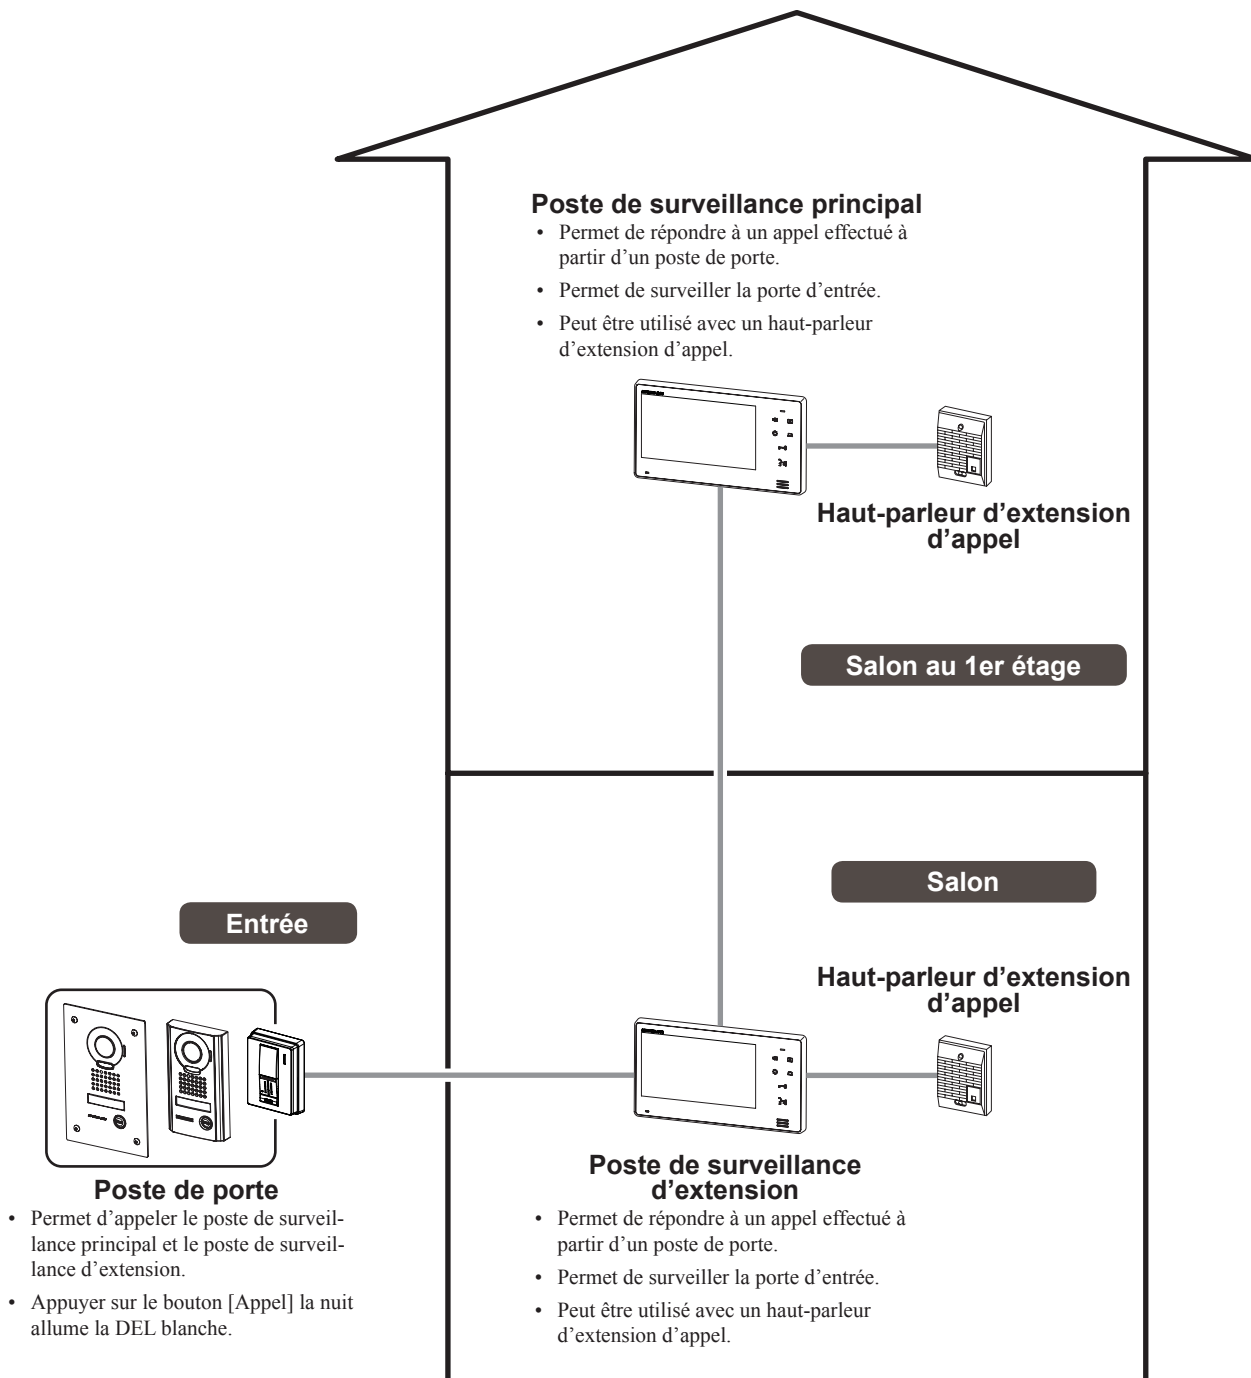 Poste de surveillance principal
• Permet de répondre à un appel effectué à
partir d’un poste de porte.
• Permet de surveiller la porte d’entrée.
• Peut être utilisé avec un haut-parleur
d’extension d’appel.
Haut-parleur d’extension
d’appel
Salon au 1er étage
Salon
Entrée
Haut-parleur d’extension
d’appel
Poste de porte
• Permet d’appeler le poste de surveil-
lance principal et le poste de surveil-
lance d’extension.
• Appuyer sur le bouton [Appel] la nuit
allume la DEL blanche.
Poste de surveillance
d’extension
• Permet de répondre à un appel effectué à
partir d’un poste de porte.
• Permet de surveiller la porte d’entrée.
• Peut être utilisé avec un haut-parleur
d’extension d’appel.